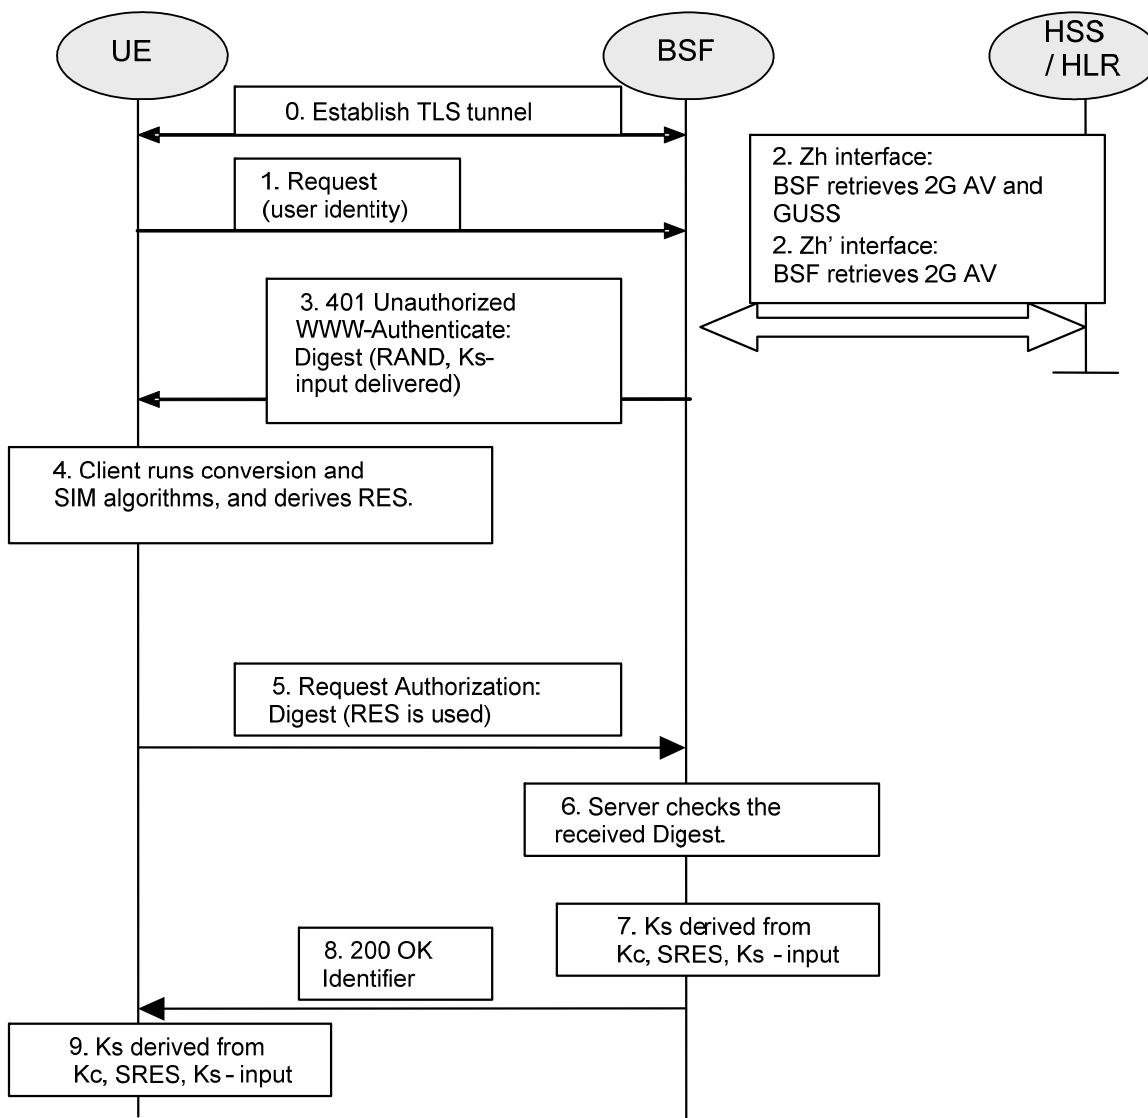 UE
BSF
HSS
/ HLR
0. Establish TLS tunnel
1. Request
(user identity)
2. Zh interface:
BSF retrieves 2G AV and
GUSS
2. Zh’ interface:
BSF retrieves 2G AV
3. 401 Unauthorized
WWW-Authenticate:
Digest (RAND, Ks-
input delivered)
4. Client runs conversion and
SIM algorithms, and derives RES.
5. Request Authorization:
Digest (RES is used)
6. Server checks the
received Digest.
7. Ks derived from
Kc, SRES, Ks - input
8. 200 OK
Identifier
9. Ks derived from
Kc, SRES, Ks - input